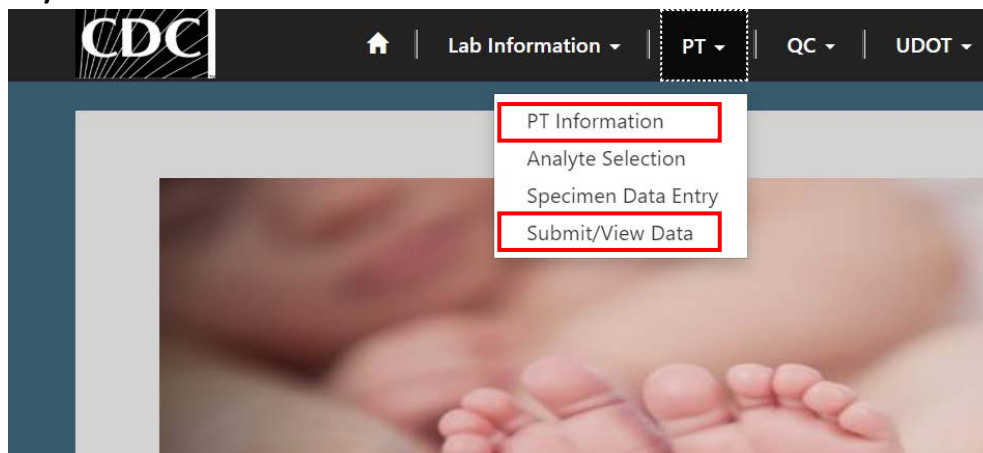 CDC
Lab Information
PT
QC
UDOT
PT Information
Analyte Selection
Specimen Data Entry
Submit/View Data